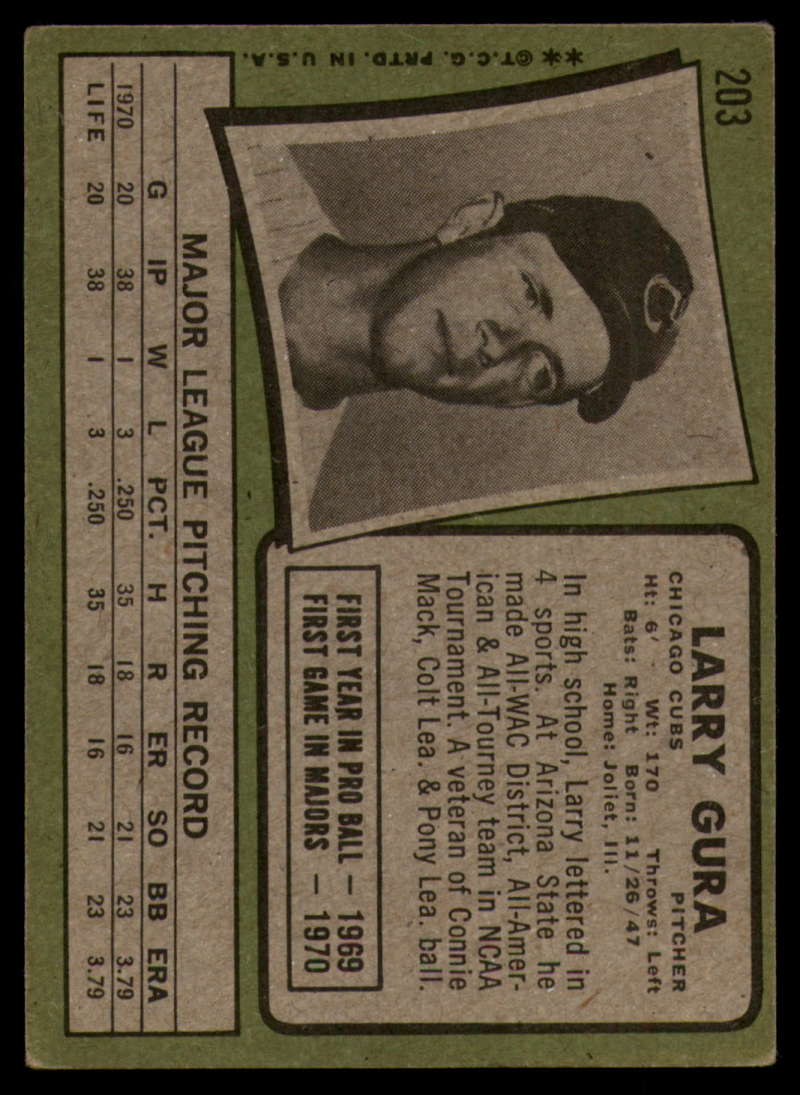 203
LARRY GURA
CHICAGO CUBS PITCHER
Ht: 6' - Wt: 170 Throws: Left
Bats: Right Born: 11/26/47
Home: Joliet, Ill.
In high school, Larry lettered in
4 sports. At Arizona State he
made All-WAC District, All-Amer-
ican & All-Tourney team in NCAA
Tournament. A veteran of Connie
Mack, Colt Lea. & Pony Lea. ball.
FIRST YEAR IN PRO BALL — 1969
FIRST GAME IN MAJORS — 1970
MAJOR LEAGUE PITCHING RECORD
G IP W L PCT. H R ER SO BB ERA
1970 20 38 1 3 .250 35 18 16 21 23 3.79
LIFE 20 38 1 3 .250 35 18 16 21 23 3.79
**©T.C.G. PRTD. IN U.S.A.
C